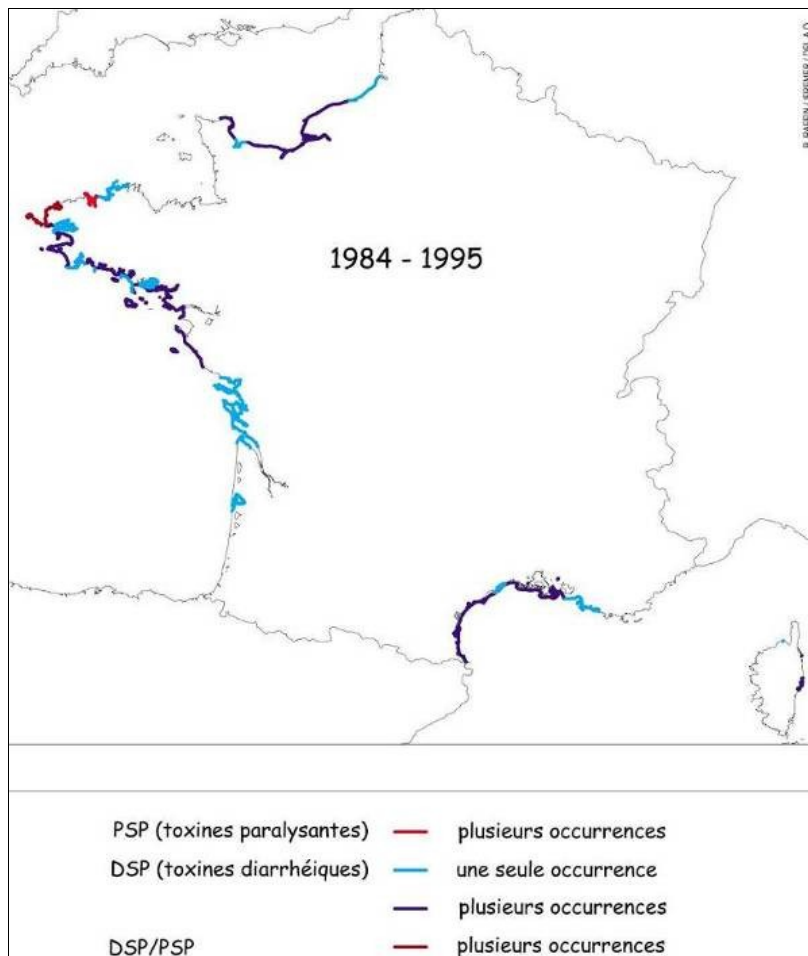 1984 - 1995
PSP (toxines paralysantes) plusieurs occurrences
DSP (toxines diarrhéiques) une seule occurrence
plusieurs occurrences
DSP/PSP plusieurs occurrences